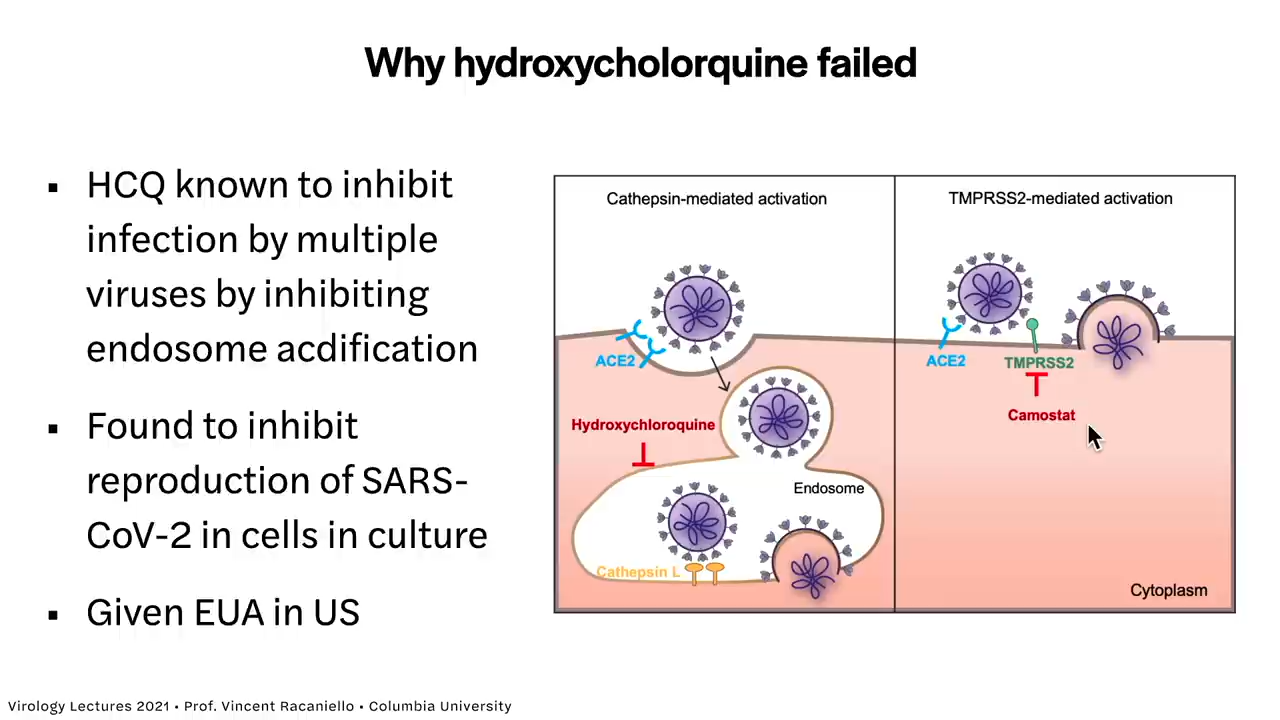 Why hydroxycholorquine failed
▪ HCQ known to inhibit
infection by multiple
viruses by inhibiting
endosome acdification
▪ Found to inhibit
reproduction of SARS-
CoV-2 in cells in culture
▪ Given EUA in US
Cathepsin-mediated activation
ACE2
Hydroxychloroquine
Endosome
Cathepsin L
TMPRSS2-mediated activation
ACE2
TMPRSS2
Camostat
Cytoplasm
Virology Lectures 2021 • Prof. Vincent Racaniello • Columbia University